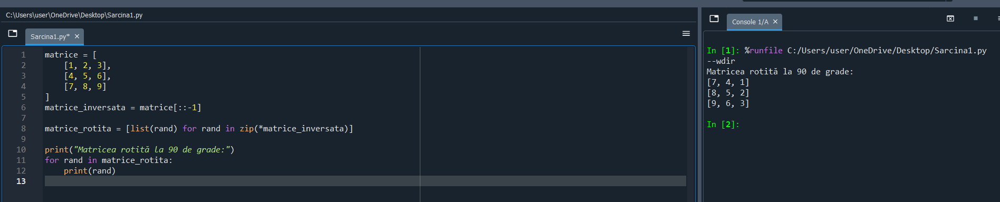 C:\Users\user\OneDrive\Desktop\Sarcina1.py
Sarcina1.py*
1 matrice = [
2     [1, 2, 3],
3     [4, 5, 6],
4     [7, 8, 9]
5 ]
6 matrice_inversata = matrice[::-1]
7
8 matrice_rotita = [list(rand) for rand in zip(*matrice_inversata)]
9
10 print("Matricea rotită la 90 de grade:")
11 for rand in matrice_rotita:
12     print(rand)
13
Console 1/A
In [1]: %runfile C:/Users/user/OneDrive/Desktop/Sarcina1.py
--wdir
Matricea rotită la 90 de grade:
[7, 4, 1]
[8, 5, 2]
[9, 6, 3]
In [2]: